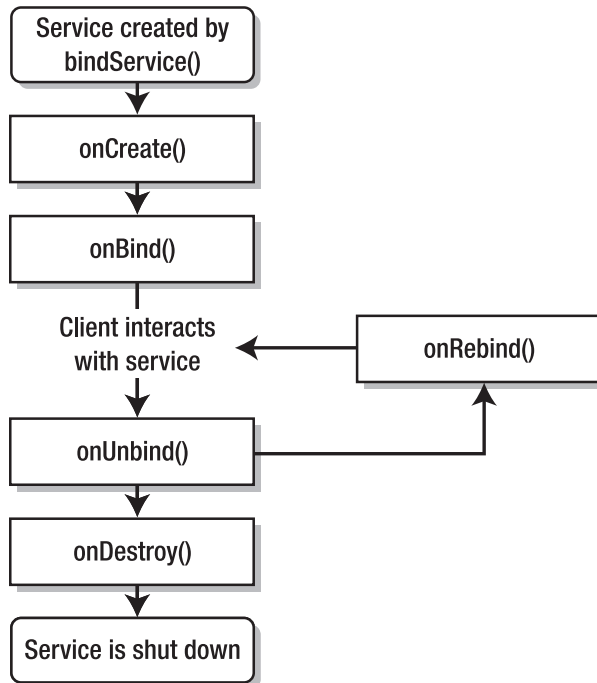 Service created by
bindService()
onCreate()
onBind()
Client interacts
with service
onRebind()
onUnbind()
onDestroy()
Service is shut down